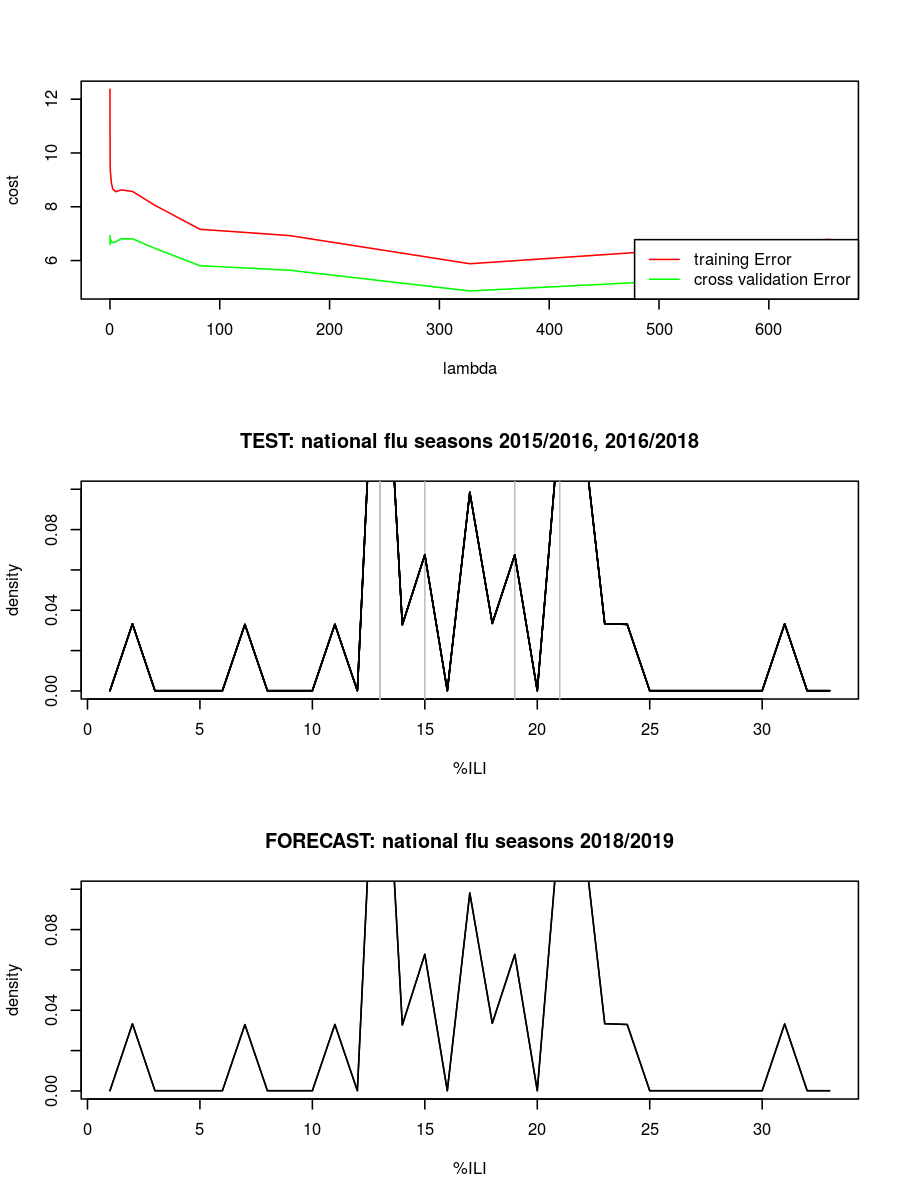 12
10
8
6
cost
training Error
cross validation Error
0 100 200 300 400 500 600
lambda
TEST: national flu seasons 2015/2016, 2016/2018
0.08
0.04
0.00
density
0 5 10 15 20 25 30
%ILI
FORECAST: national flu seasons 2018/2019
0.08
0.04
0.00
density
0 5 10 15 20 25 30
%ILI